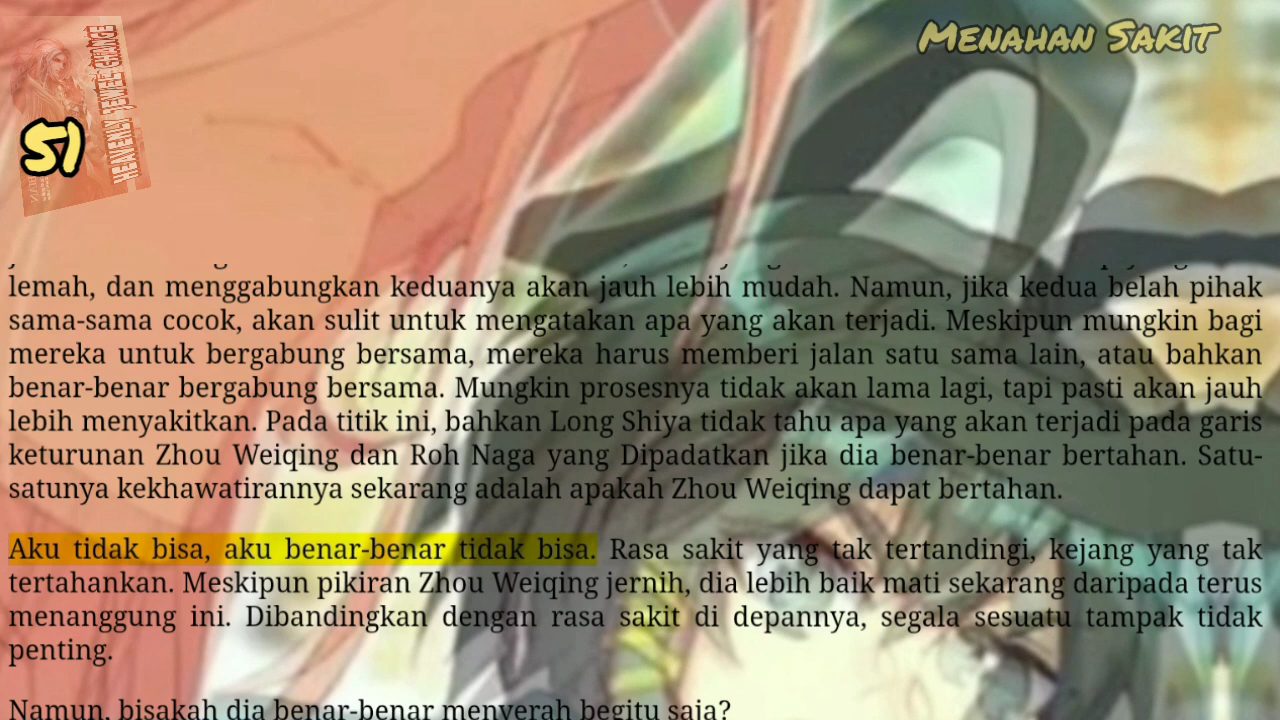 Menahan Sakit
HEAVENLY JEWEL CHANGE
51
lemah, dan menggabungkan keduanya akan jauh lebih mudah. Namun, jika kedua belah pihak
sama-sama cocok, akan sulit untuk mengatakan apa yang akan terjadi. Meskipun mungkin bagi
mereka untuk bergabung bersama, mereka harus memberi jalan satu sama lain, atau bahkan
benar-benar bergabung bersama. Mungkin prosesnya tidak akan lama lagi, tapi pasti akan jauh
lebih menyakitkan. Pada titik ini, bahkan Long Shiya tidak tahu apa yang akan terjadi pada garis
keturunan Zhou Weiqing dan Roh Naga yang Dipadatkan jika dia benar-benar bertahan. Satu-
satunya kekhawatirannya sekarang adalah apakah Zhou Weiqing dapat bertahan.
Aku tidak bisa, aku benar-benar tidak bisa. Rasa sakit yang tak tertandingi, kejang yang tak
tertahankan. Meskipun pikiran Zhou Weiqing jernih, dia lebih baik mati sekarang daripada terus
menanggung ini. Dibandingkan dengan rasa sakit di depannya, segala sesuatu tampak tidak
penting.
Namun, bisakah dia benar-benar menyerah begitu saja?